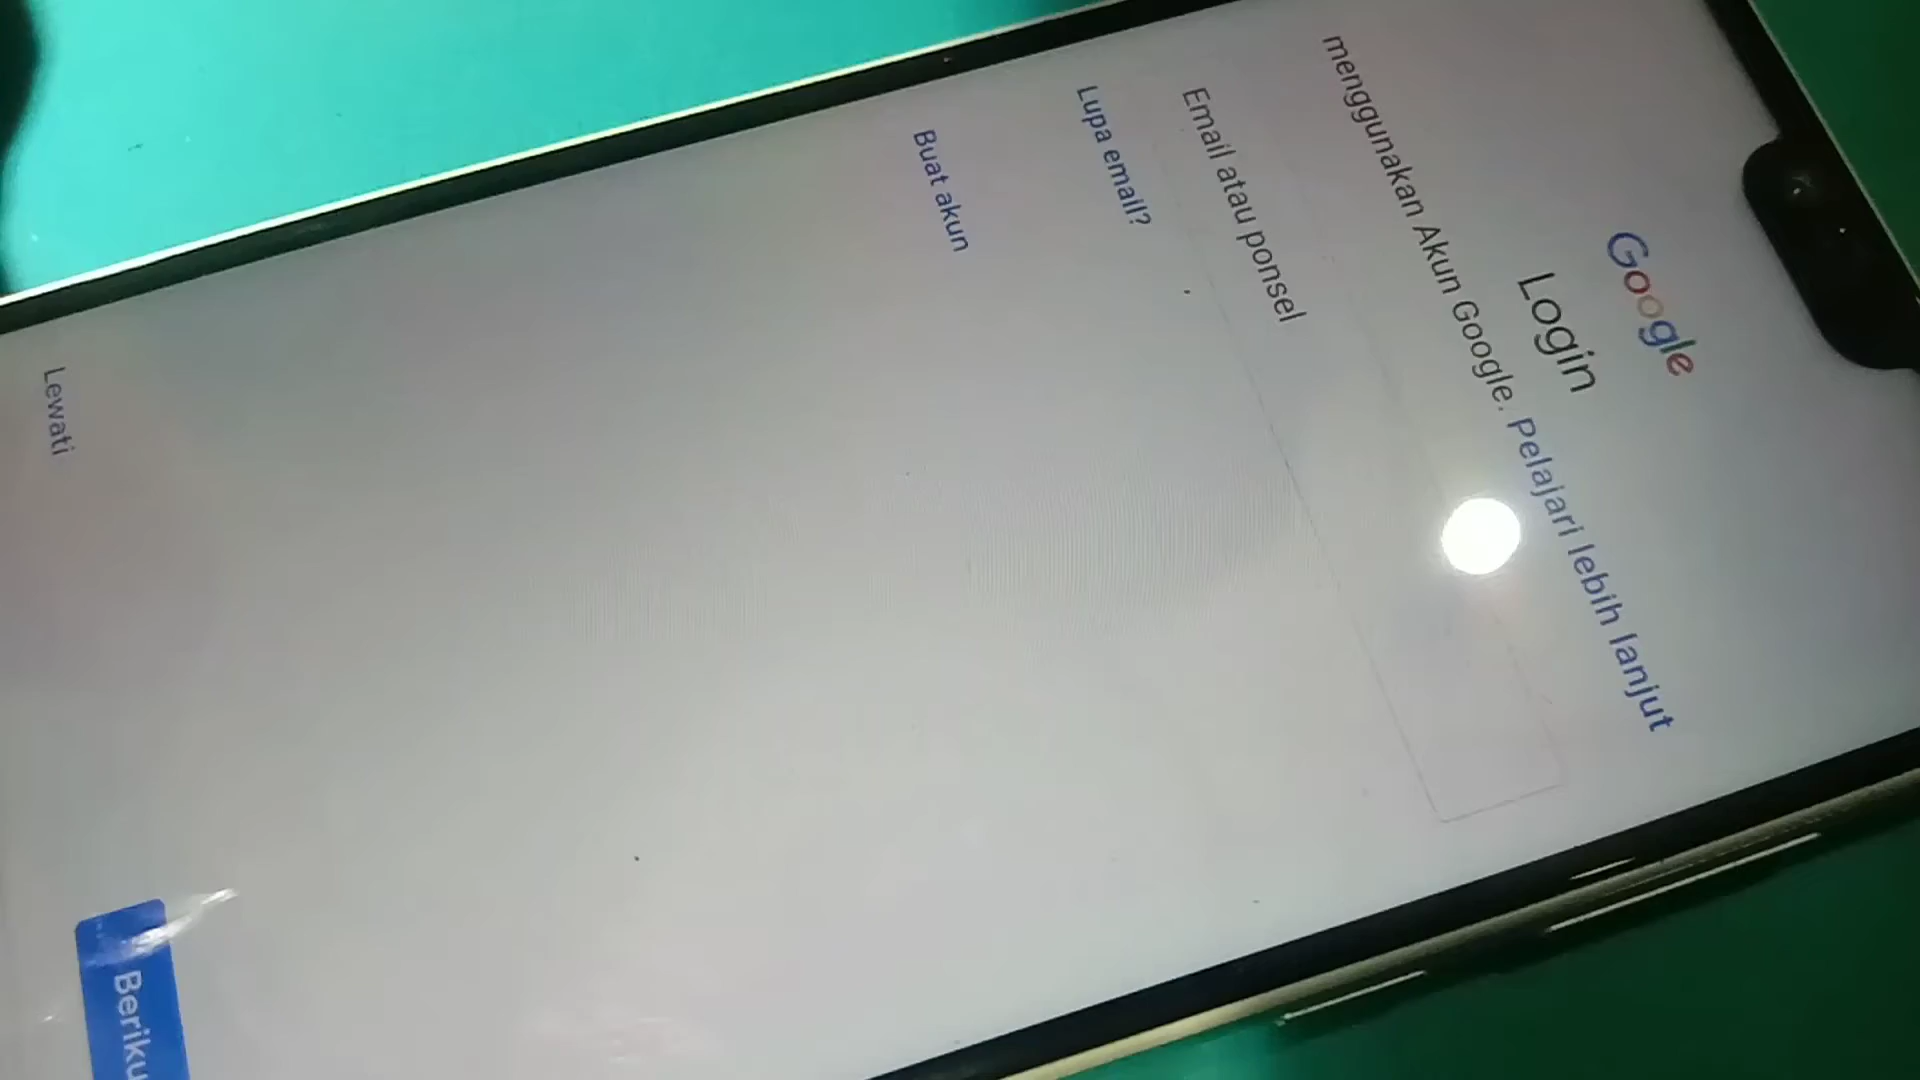 Google
Login
menggunakan Akun Google. Pelajari lebih lanjut
Email atau ponsel
Lupa email?
Buat akun
Lewati
Beriku